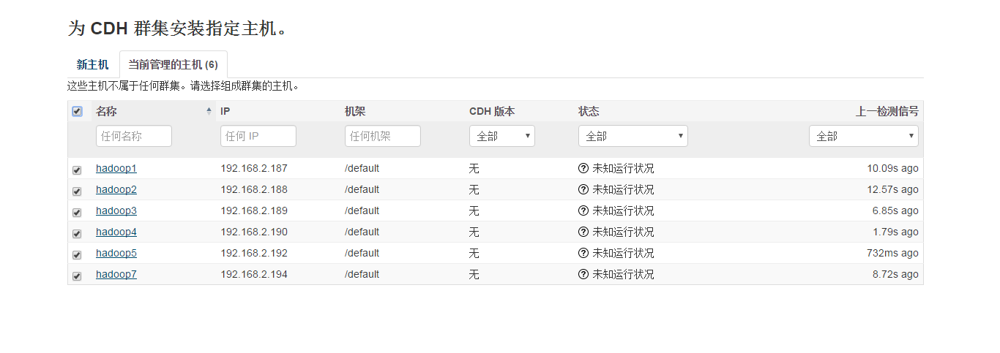 为 CDH 群集安装指定主机。
新主机 当前管理的主机 (6)
这些主机不属于任何群集。请选择组成群集的主机。
名称 IP 机架 CDH 版本 状态 上一检测信号
任何名称 任何 IP 任何机架 全部 全部 全部
hadoop1 192.168.2.187 /default 无 未知运行状况 10.09s ago
hadoop2 192.168.2.188 /default 无 未知运行状况 12.57s ago
hadoop3 192.168.2.189 /default 无 未知运行状况 6.85s ago
hadoop4 192.168.2.190 /default 无 未知运行状况 1.79s ago
hadoop5 192.168.2.192 /default 无 未知运行状况 732ms ago
hadoop7 192.168.2.194 /default 无 未知运行状况 8.72s ago